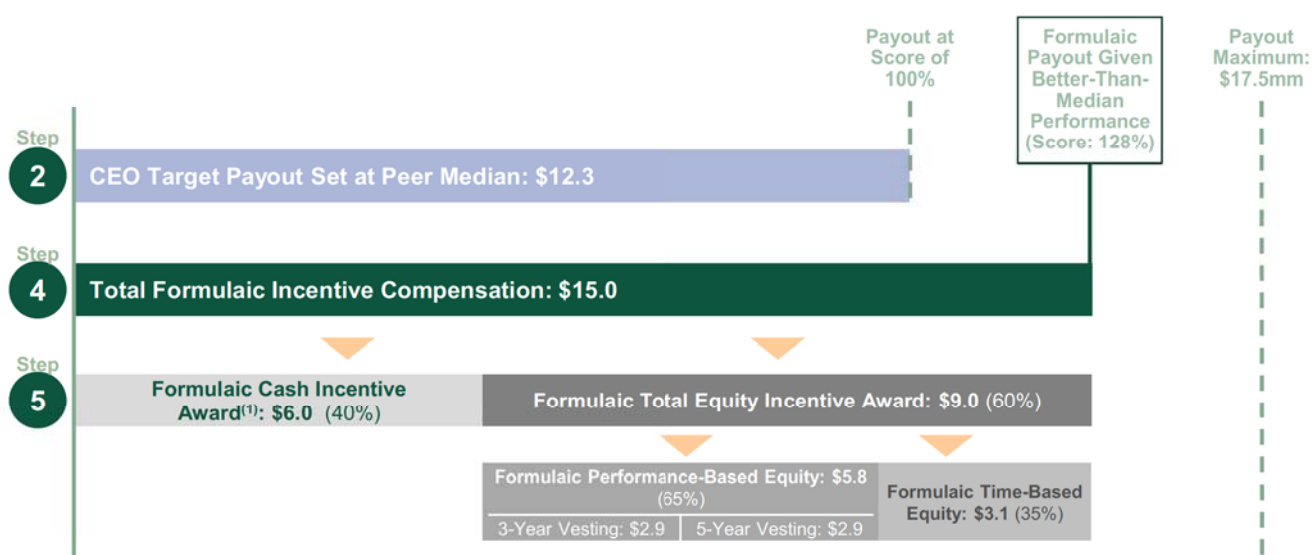 Payout at
Score of
100%
Formulaic
Payout Given
Better-Than-
Median
Performance
(Score: 128%)
Payout
Maximum:
$17.5mm
Step
2
CEO Target Payout Set at Peer Median: $12.3
Step
4
Total Formulaic Incentive Compensation: $15.0
Step
5
Formulaic Cash Incentive
Award(1): $6.0 (40%)
Formulaic Total Equity Incentive Award: $9.0 (60%)
Formulaic Performance-Based Equity: $5.8
(65%)
3-Year Vesting: $2.9
5-Year Vesting: $2.9
Formulaic Time-Based
Equity: $3.1 (35%)